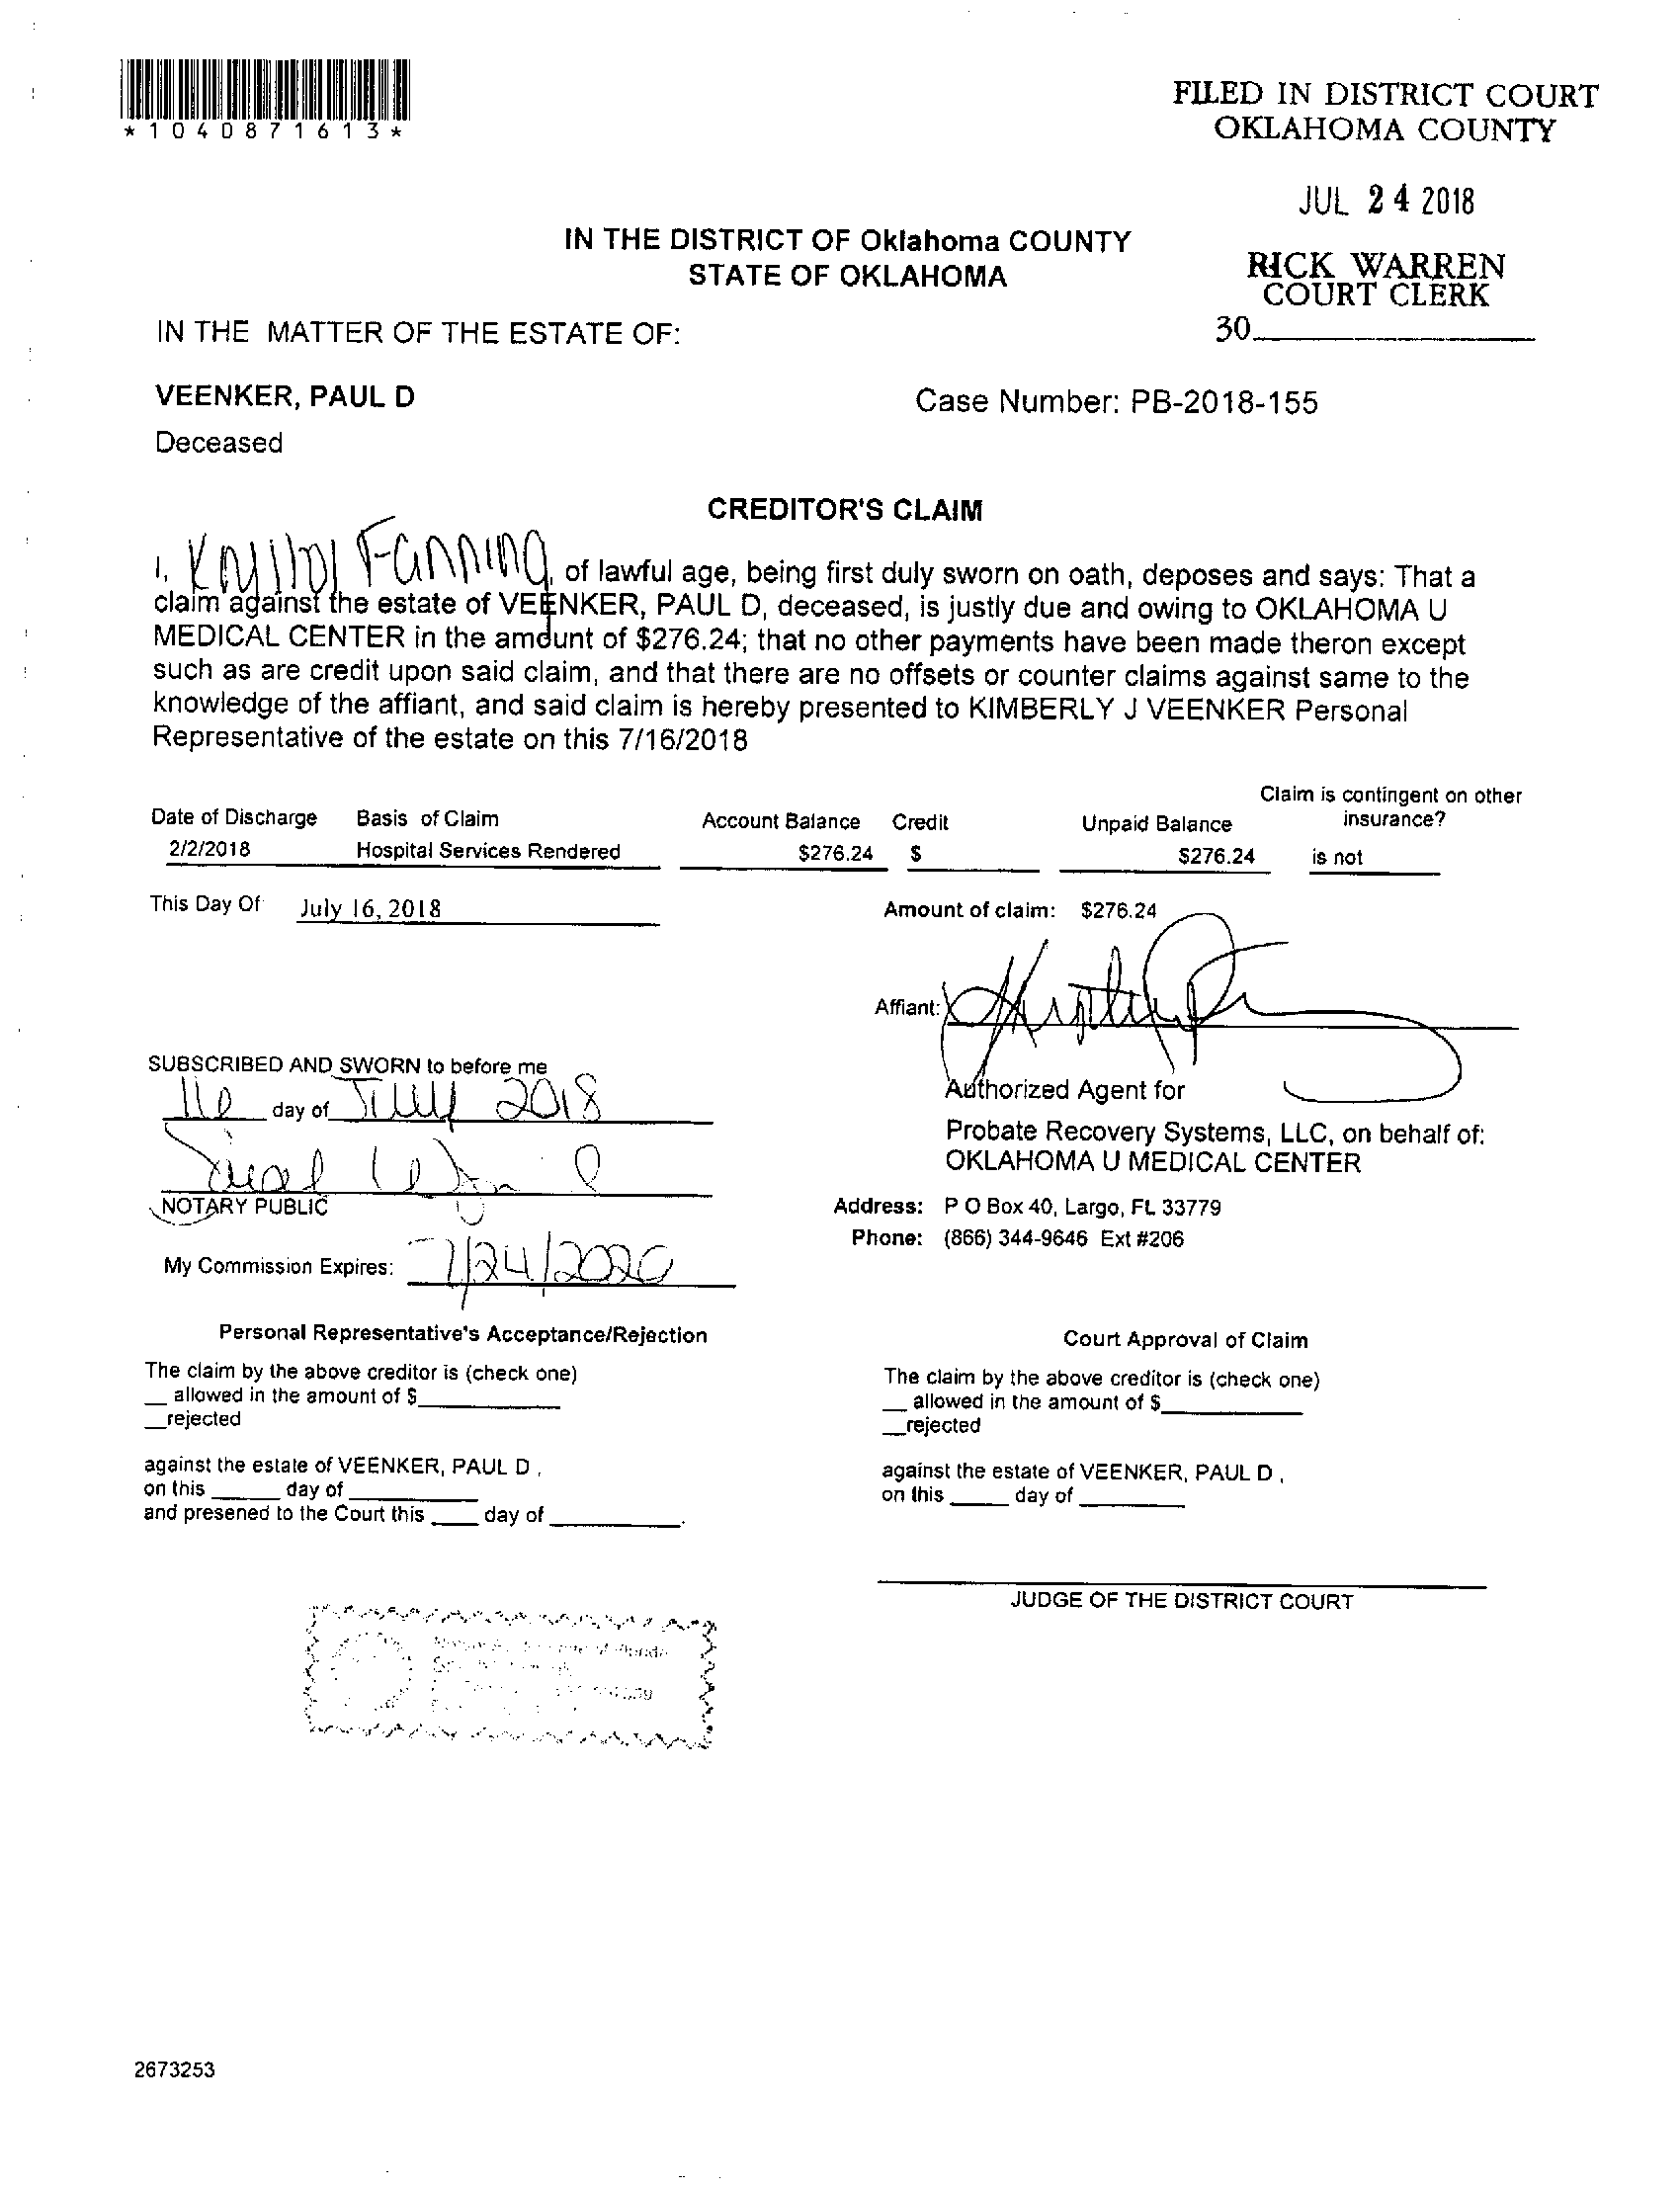 *1040871613*
FILED IN DISTRICT COURT
OKLAHOMA COUNTY
JUL 24 2018
RICK WARREN
COURT CLERK
30
IN THE DISTRICT OF Oklahoma COUNTY
STATE OF OKLAHOMA
IN THE MATTER OF THE ESTATE OF:
VEENKER, PAUL D
Case Number: PB-2018-155
Deceased
CREDITOR'S CLAIM
I, Fanning, of lawful age, being first duly sworn on oath, deposes and says: That a
claim against the estate of VEENKER, PAUL D, deceased, is justly due and owing to OKLAHOMA U
MEDICAL CENTER in the amount of $276.24; that no other payments have been made theron except
such as are credit upon said claim, and that there are no offsets or counter claims against same to the
knowledge of the affiant, and said claim is hereby presented to KIMBERLY J VEENKER Personal
Representative of the estate on this 7/16/2018
Claim is contingent on other
Date of Discharge Basis of Claim Account Balance Credit Unpaid Balance insurance?
2/2/2018 Hospital Services Rendered $276.24 $ $276.24 is not
This Day Of July 16, 2018
Amount of claim: $276.24
Affiant:
SUBSCRIBED AND SWORN to before me
16 day of July 2018
NOTARY PUBLIC
My Commission Expires: 7/24/2020
Authorized Agent for
Probate Recovery Systems, LLC, on behalf of:
OKLAHOMA U MEDICAL CENTER
Address: P O Box 40, Largo, FL 33779
Phone: (866) 344-9646 Ext #206
Personal Representative's Acceptance/Rejection
The claim by the above creditor is (check one)
__ allowed in the amount of $
__rejected
against the estate of VEENKER, PAUL D ,
on this ____ day of ____
and presened to the Court this ____ day of ____.
Court Approval of Claim
The claim by the above creditor is (check one)
__ allowed in the amount of $
__rejected
against the estate of VEENKER, PAUL D ,
on this ____ day of ____
JUDGE OF THE DISTRICT COURT
2673253